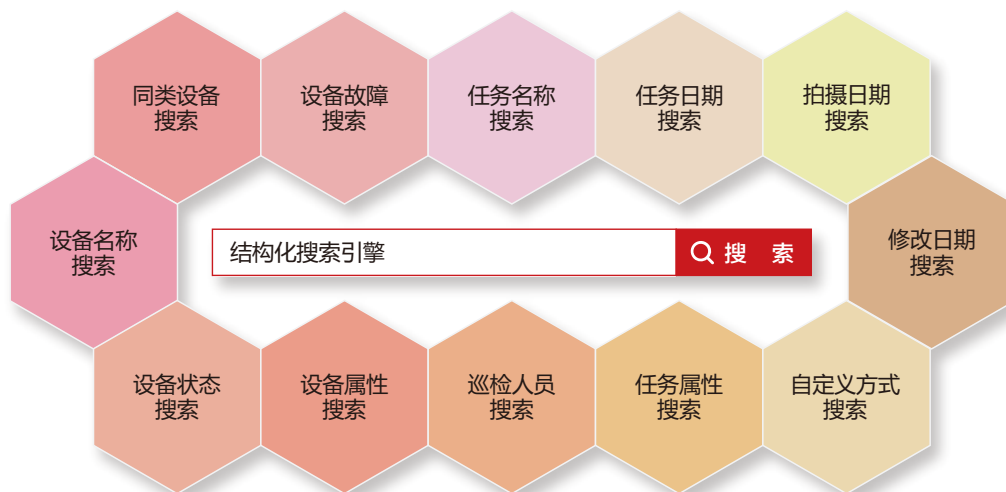 同类设备
搜索
设备故障
搜索
任务名称
搜索
任务日期
搜索
拍摄日期
搜索
设备名称
搜索
结构化搜索引擎
搜 索
修改日期
搜索
设备状态
搜索
设备属性
搜索
巡检人员
搜索
任务属性
搜索
自定义方式
搜索